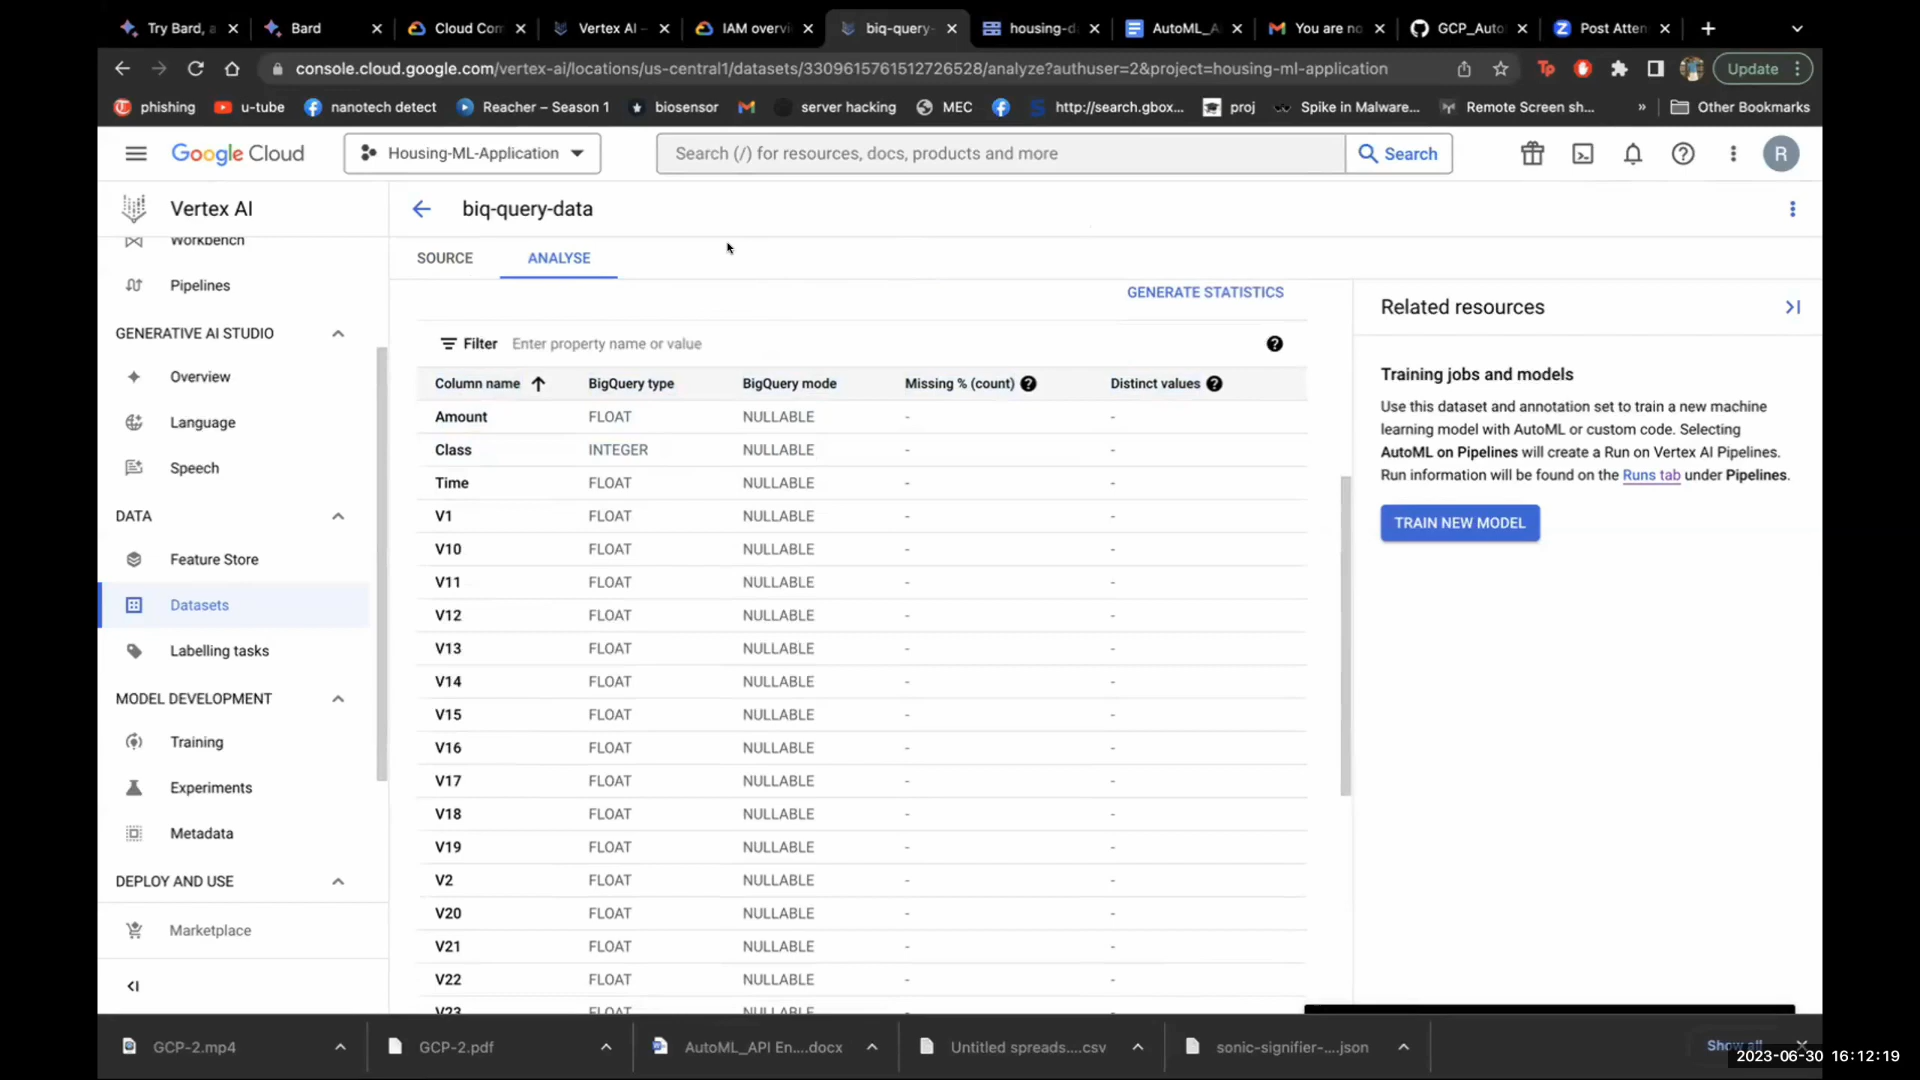 Try Bard, a
Bard
Cloud Com
Vertex AI –
IAM overvi
biq-query-
housing-d
AutoML_A
You are no
GCP_Auto
Post Atten
console.cloud.google.com/vertex-ai/locations/us-central1/datasets/3309615761512726528/analyze?authuser=2&project=housing-ml-application
Update
phishing
u-tube
nanotech detect
Reacher – Season 1
biosensor
server hacking
MEC
http://search.gbox...
proj
Spike in Malware...
Remote Screen sh...
»
Other Bookmarks
Google Cloud
Housing-ML-Application
Search (/) for resources, docs, products and more
Search
R
Vertex AI
Workbench
Pipelines
GENERATIVE AI STUDIO
Overview
Language
Speech
DATA
Feature Store
Datasets
Labelling tasks
MODEL DEVELOPMENT
Training
Experiments
Metadata
DEPLOY AND USE
Marketplace
biq-query-data
SOURCE ANALYSE
GENERATE STATISTICS
Filter Enter property name or value
Column name BigQuery type BigQuery mode Missing % (count) Distinct values
Amount FLOAT NULLABLE - -
Class INTEGER NULLABLE - -
Time FLOAT NULLABLE - -
V1 FLOAT NULLABLE - -
V10 FLOAT NULLABLE - -
V11 FLOAT NULLABLE - -
V12 FLOAT NULLABLE - -
V13 FLOAT NULLABLE - -
V14 FLOAT NULLABLE - -
V15 FLOAT NULLABLE - -
V16 FLOAT NULLABLE - -
V17 FLOAT NULLABLE - -
V18 FLOAT NULLABLE - -
V19 FLOAT NULLABLE - -
V2 FLOAT NULLABLE - -
V20 FLOAT NULLABLE - -
V21 FLOAT NULLABLE - -
V22 FLOAT NULLABLE - -
V23 FLOAT NULLABLE
Related resources
Training jobs and models
Use this dataset and annotation set to train a new machine
learning model with AutoML or custom code. Selecting
AutoML on Pipelines will create a Run on Vertex AI Pipelines.
Run information will be found on the Runs tab under Pipelines.
TRAIN NEW MODEL
GCP-2.mp4
GCP-2.pdf
AutoML_API En....docx
Untitled spreads....csv
sonic-signifier-....json
Show all
2023-06-30 16:12:19